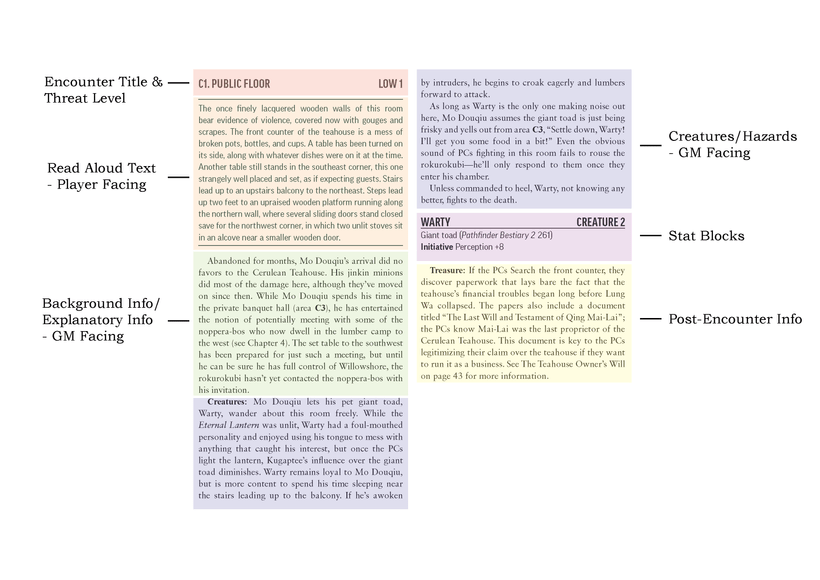 Encounter Title &
Threat Level
Read Aloud Text
- Player Facing
Background Info/
Explanatory Info
- GM Facing
C1. PUBLIC FLOOR LOW 1
The once finely lacquered wooden walls of this room
bear evidence of violence, covered now with gouges and
scrapes. The front counter of the teahouse is a mess of
broken pots, bottles, and cups. A table has been turned on
its side, along with whatever dishes were on it at the time.
Another table still stands in the southeast corner, this one
strangely well placed and set, as if expecting guests. Stairs
lead up to an upstairs balcony to the northeast. Steps lead
up two feet to an upraised wooden platform running along
the northern wall, where several sliding doors stand closed
save for the northwest corner, in which two unlit stoves sit
in an alcove near a smaller wooden door.
Abandoned for months, Mo Douqiu's arrival did no
favors to the Cerulean Teahouse. His jinkin minions
did most of the damage here, although they've moved
on since then. While Mo Douqiu spends his time in
the private banquet hall (area C3), he has entertained
the notion of potentially meeting with some of the
noppera-bos who now dwell in the lumber camp to
the west (see Chapter 4). The set table to the southwest
has been prepared for just such a meeting, but until
he can be sure he has full control of Willowshore, the
rokurokubi hasn't yet contacted the noppera-bos with
his invitation.
Creatures: Mo Douqiu lets his pet giant toad,
Warty, wander about this room freely. While the
Eternal Lantern was unlit, Warty had a foul-mouthed
personality and enjoyed using his tongue to mess with
anything that caught his interest, but once the PCs
light the lantern, Kugaptee's influence over the giant
toad diminishes. Warty remains loyal to Mo Douqiu,
but is more content to spend his time sleeping near
the stairs leading up to the balcony. If he's awoken
by intruders, he begins to croak eagerly and lumbers
forward to attack.
As long as Warty is the only one making noise out
here, Mo Douqiu assumes the giant toad is just being
frisky and yells out from area C3, "Settle down, Warty!
I'll get you some food in a bit!" Even the obvious
sound of PCs fighting in this room fails to rouse the
rokurokubi—he'll only respond to them once they
enter his chamber.
Unless commanded to heel, Warty, not knowing any
better, fights to the death.
WARTY CREATURE 2
Giant toad (Pathfinder Bestiary 2 261)
Initiative Perception +8
Treasure: If the PCs Search the front counter, they
discover paperwork that lays bare the fact that the
teahouse's financial troubles began long before Lung
Wa collapsed. The papers also include a document
titled "The Last Will and Testament of Qing Mai-Lai";
the PCs know Mai-Lai was the last proprietor of the
Cerulean Teahouse. This document is key to the PCs
legitimizing their claim over the teahouse if they want
to run it as a business. See The Teahouse Owner's Will
on page 43 for more information.
Creatures/Hazards
- GM Facing
Stat Blocks
Post-Encounter Info